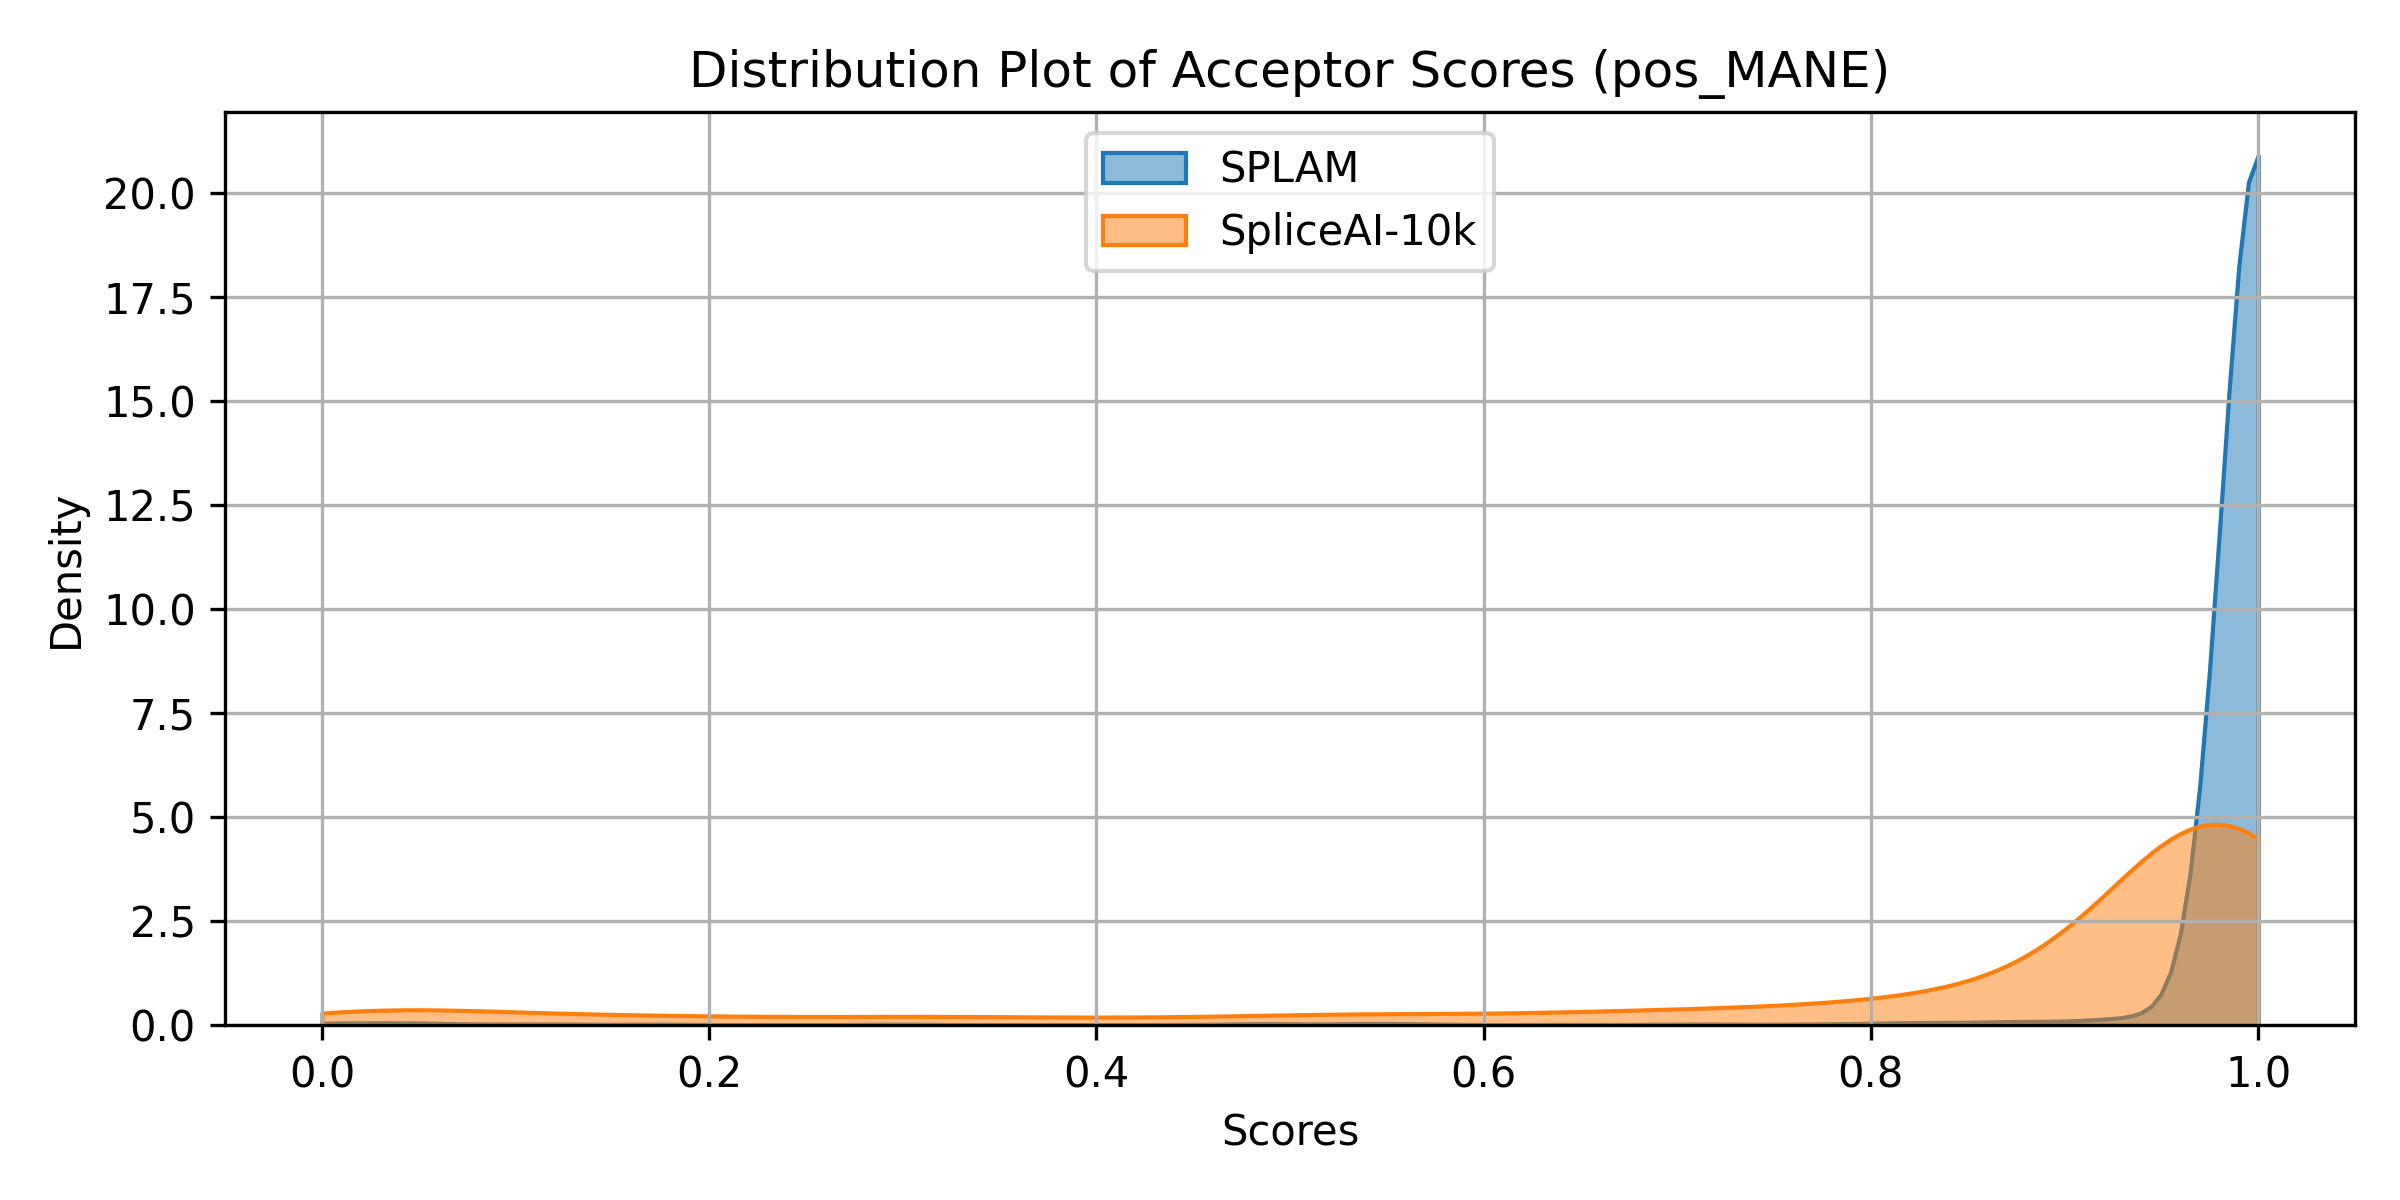 Distribution Plot of Acceptor Scores (pos_MANE)
SPLAM
SpliceAI-10k
20.0
17.5
15.0
12.5
10.0
7.5
5.0
2.5
0.0
Density
0.0 0.2 0.4 0.6 0.8 1.0
Scores